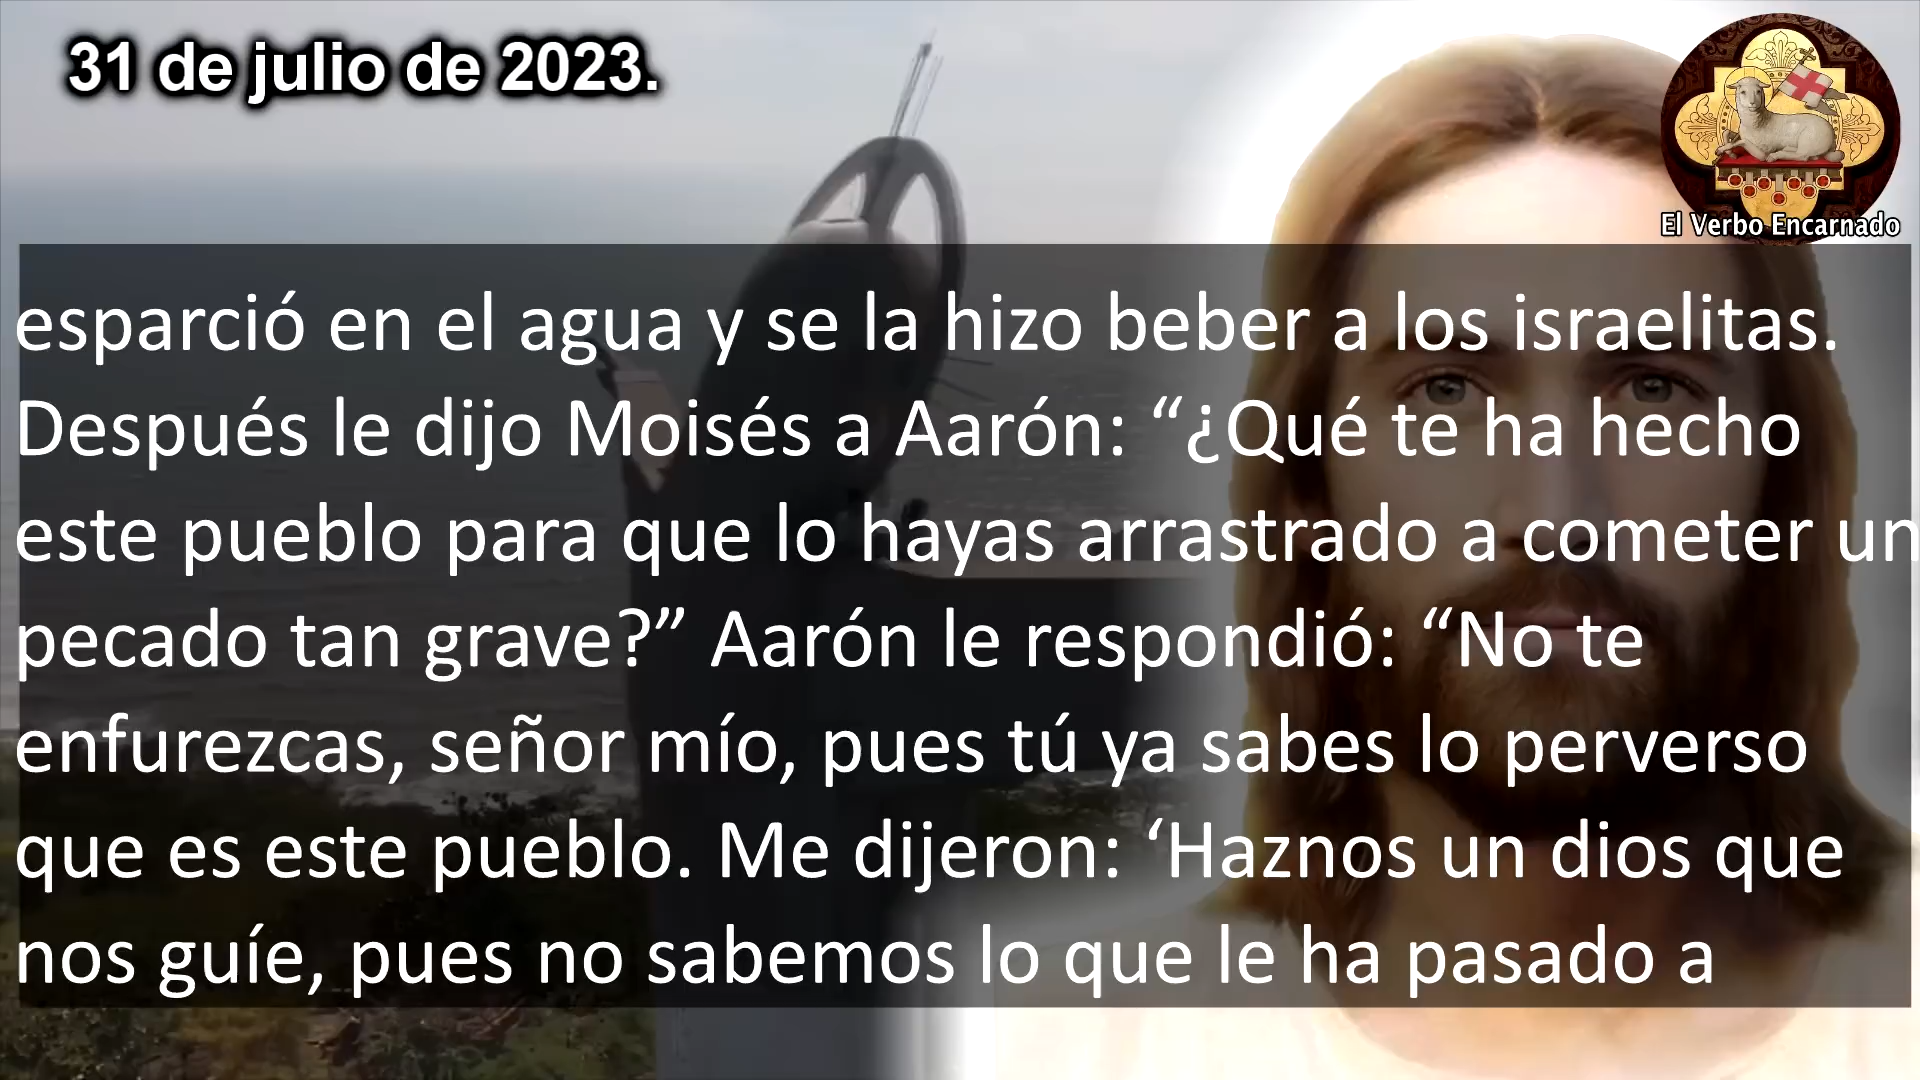 31 de julio de 2023.
El Verbo Encarnado
esparció en el agua y se la hizo beber a los israelitas.
Después le dijo Moisés a Aarón: “¿Qué te ha hecho
este pueblo para que lo hayas arrastrado a cometer un
pecado tan grave?” Aarón le respondió: “No te
enfurezcas, señor mío, pues tú ya sabes lo perverso
que es este pueblo. Me dijeron: ‘Haznos un dios que
nos guíe, pues no sabemos lo que le ha pasado a